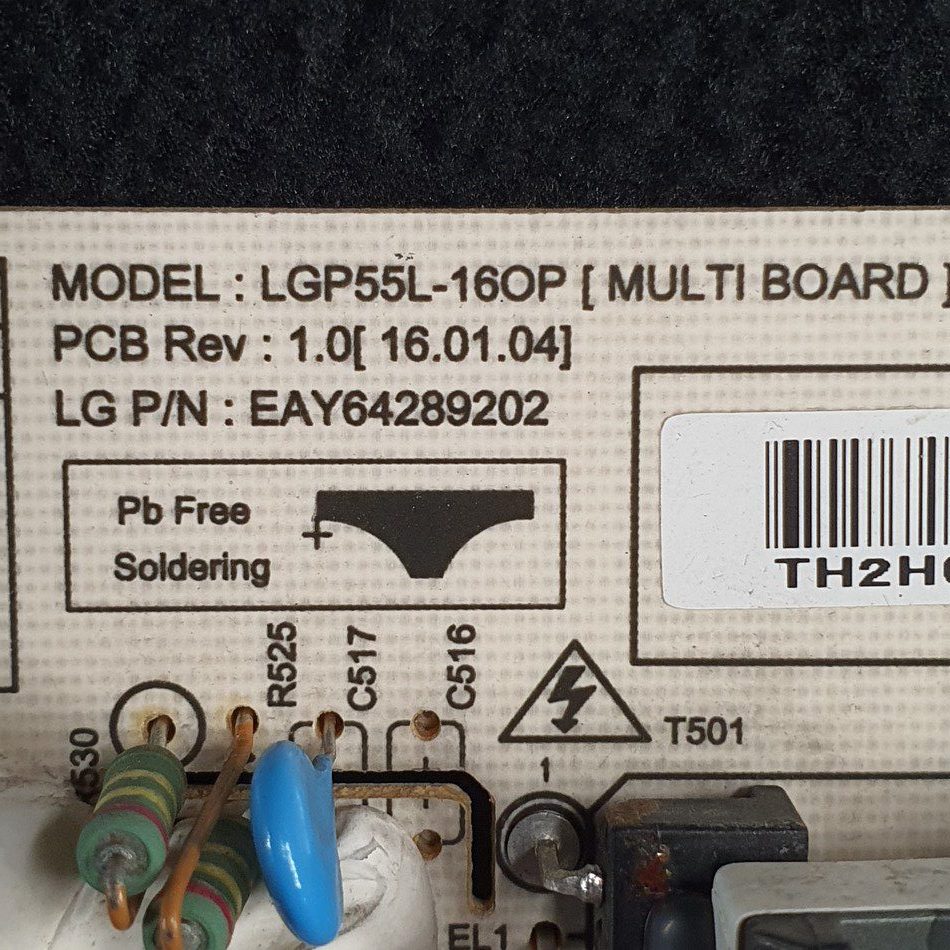 MODEL : LGP55L-16OP [ MULTI BOARD ]
PCB Rev : 1.0[ 16.01.04]
LG P/N : EAY64289202
Pb Free
Soldering
TH2H
R525
C517
C516
T501
530
1
EL1